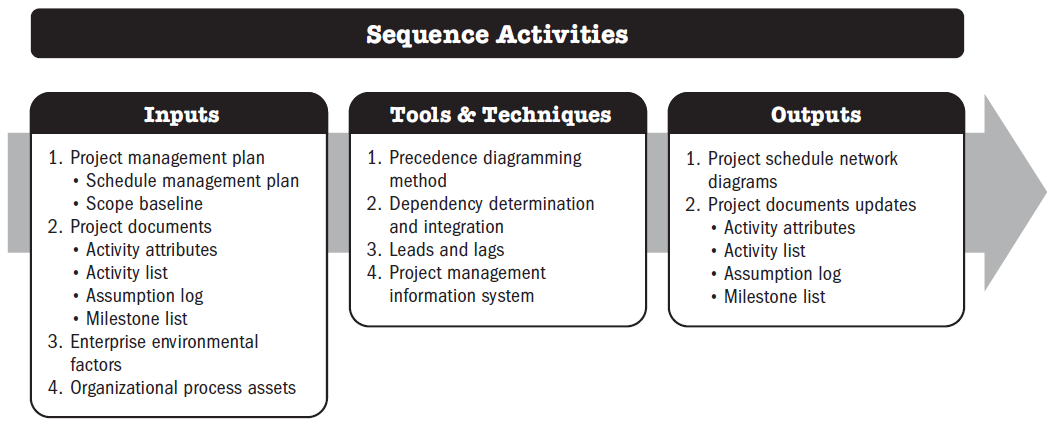 Sequence Activities
Inputs
1. Project management plan
• Schedule management plan
• Scope baseline
2. Project documents
• Activity attributes
• Activity list
• Assumption log
• Milestone list
3. Enterprise environmental
factors
4. Organizational process assets
Tools & Techniques
1. Precedence diagramming
method
2. Dependency determination
and integration
3. Leads and lags
4. Project management
information system
Outputs
1. Project schedule network
diagrams
2. Project documents updates
• Activity attributes
• Activity list
• Assumption log
• Milestone list